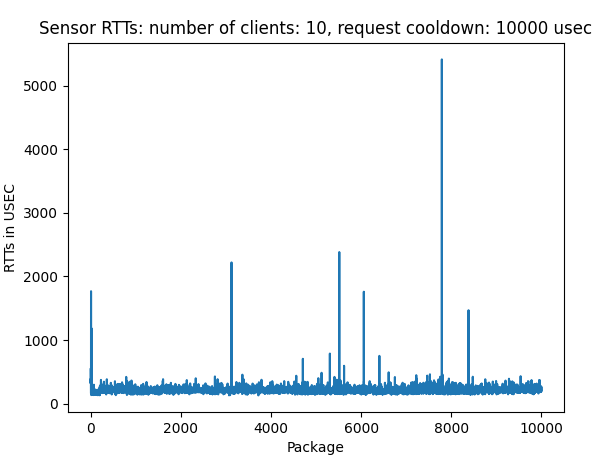 Sensor RTTs: number of clients: 10, request cooldown: 10000 usec
5000
4000
3000
2000
1000
0
RTTs in USEC
0 2000 4000 6000 8000 10000
Package